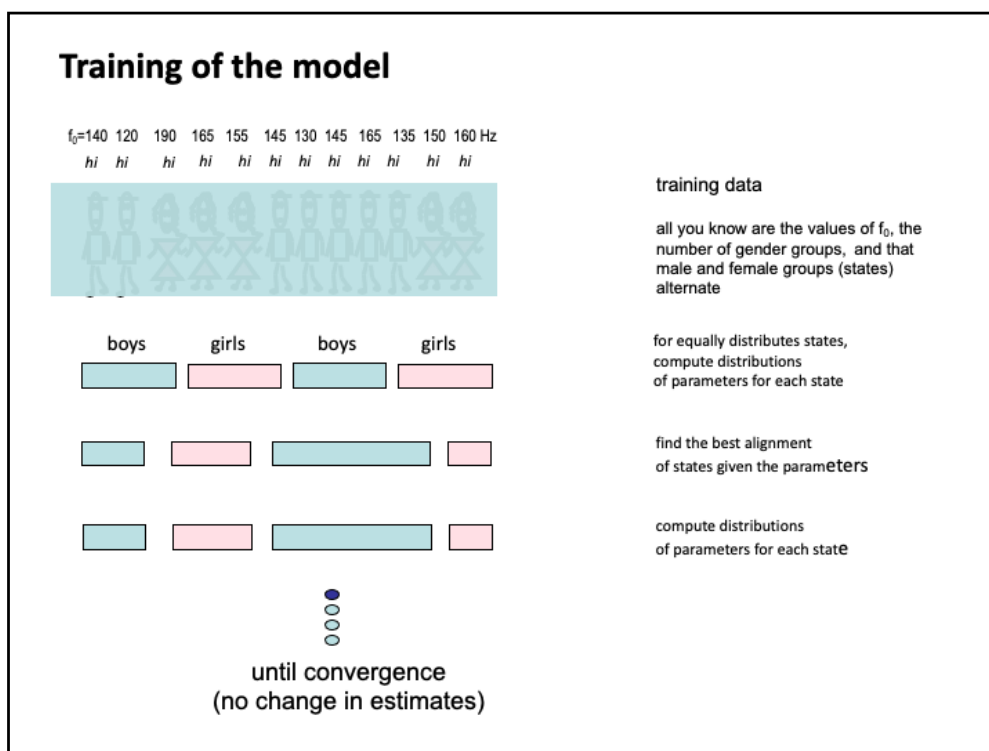 Training of the model
f₀=140 120 190 165 155 145 130 145 165 135 150 160 Hz
hi hi hi hi hi hi hi hi hi hi hi hi
training data
all you know are the values of f₀, the
number of gender groups, and that
male and female groups (states)
alternate
boys girls boys girls
for equally distributes states,
compute distributions
of parameters for each state
find the best alignment
of states given the parameters
compute distributions
of parameters for each state
until convergence
(no change in estimates)